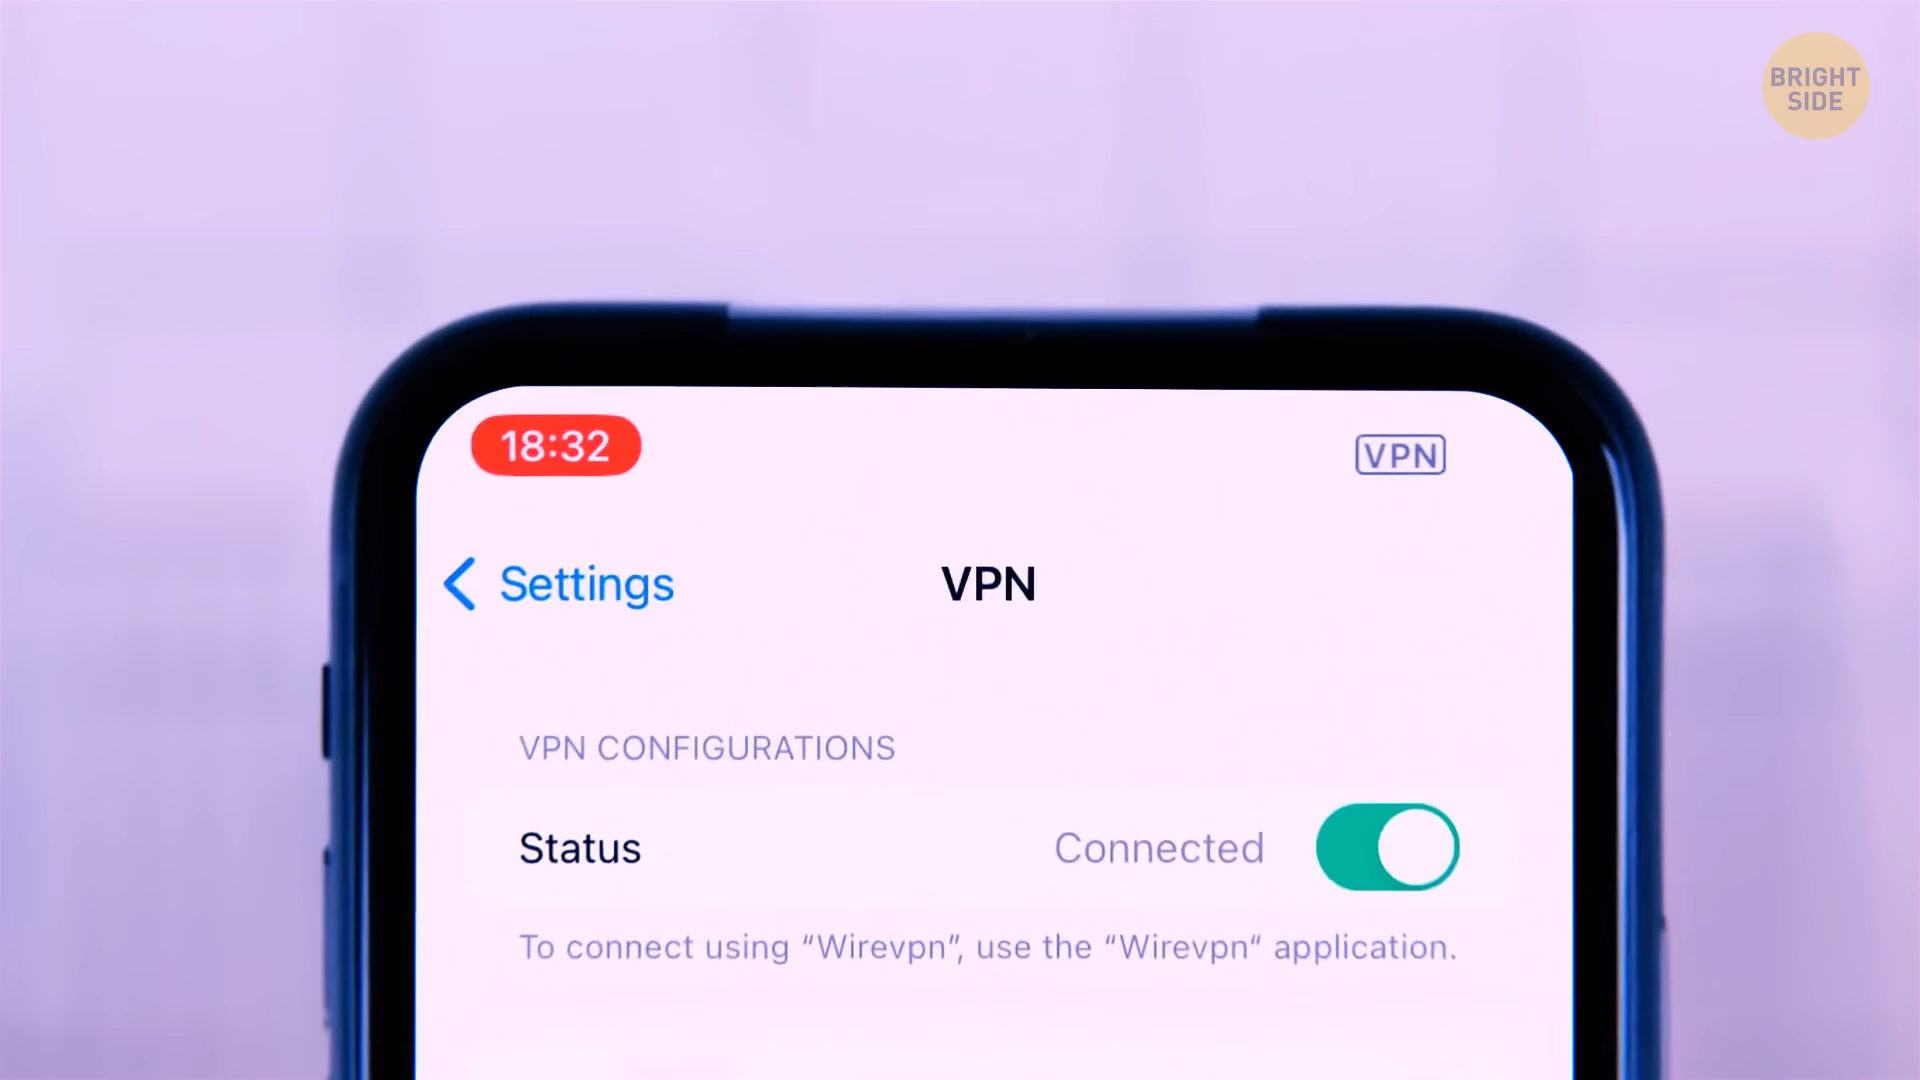 BRIGHT
SIDE
18:32
VPN
Settings
VPN
VPN CONFIGURATIONS
Status
Connected
To connect using “Wirevpn”, use the “Wirevpn“ application.